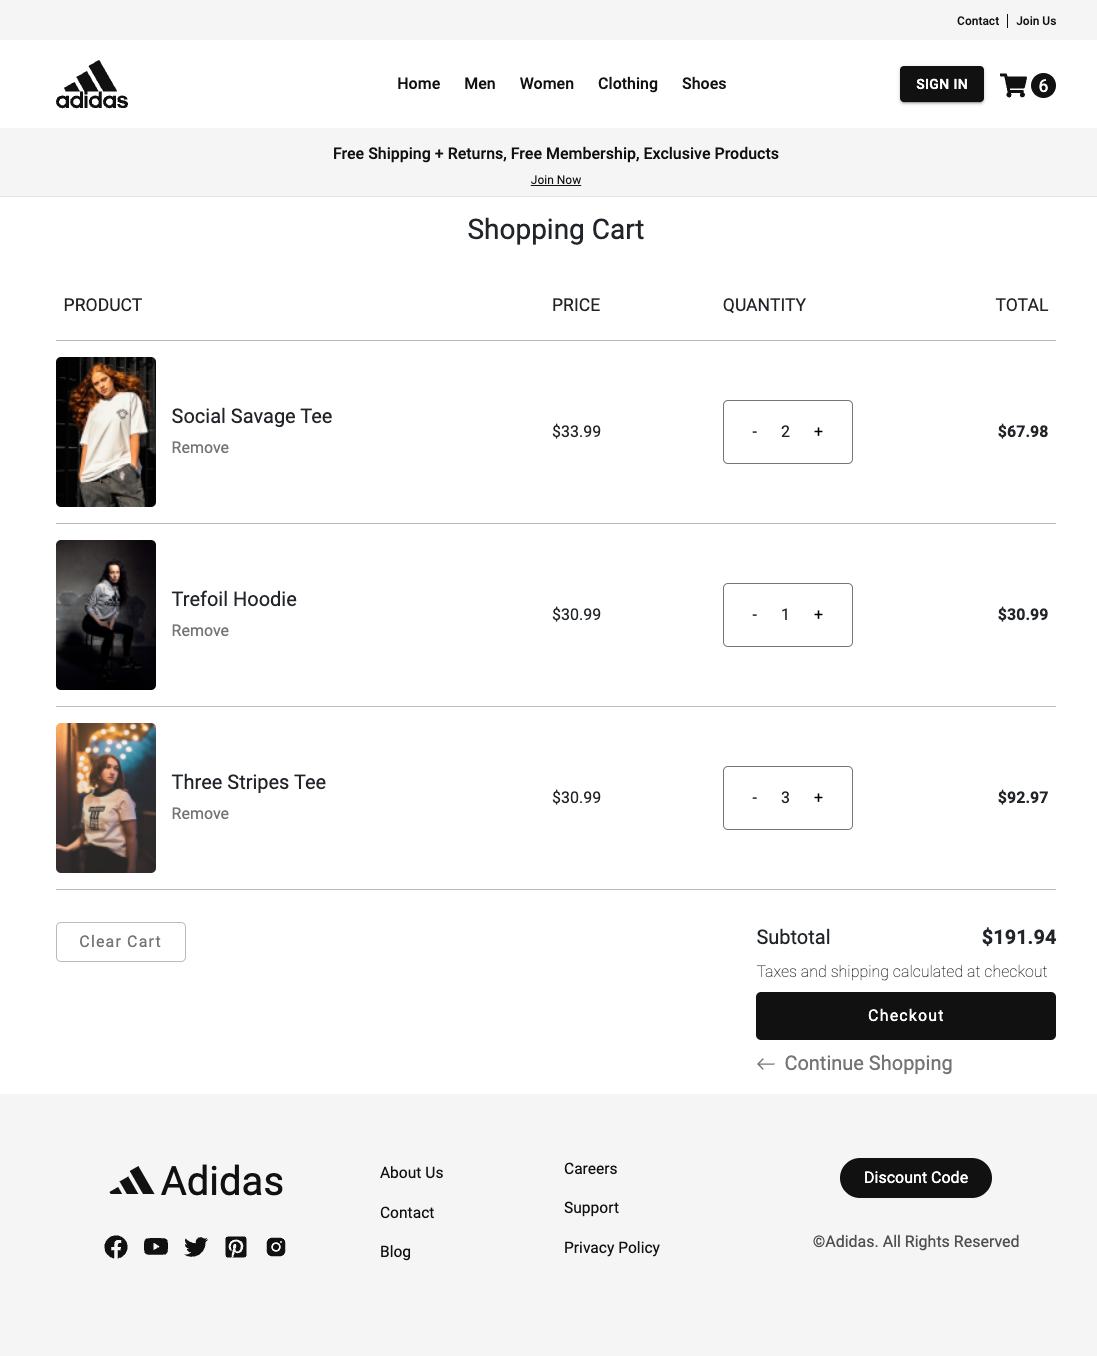 Contact
Join Us
adidas
Home
Men
Women
Clothing
Shoes
SIGN IN
6
Free Shipping + Returns, Free Membership, Exclusive Products
Join Now
Shopping Cart
PRODUCT
PRICE
QUANTITY
TOTAL
Social Savage Tee
Remove
$33.99
- 2 +
$67.98
Trefoil Hoodie
Remove
$30.99
- 1 +
$30.99
Three Stripes Tee
Remove
$30.99
- 3 +
$92.97
Clear Cart
Subtotal
$191.94
Taxes and shipping calculated at checkout
Checkout
Continue Shopping
Adidas
About Us
Contact
Blog
Careers
Support
Privacy Policy
Discount Code
©Adidas. All Rights Reserved